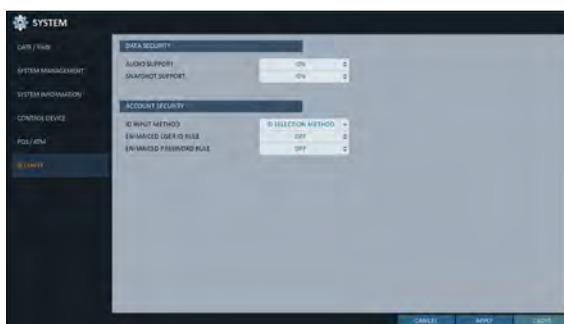 SYSTEM
DATE / TIME
SYSTEM MANAGEMENT
SYSTEM INFORMATION
CONTROL DEVICE
POS / ATM
SECURITY
DATA SECURITY
AUDIO SUPPORT ON
SNAPSHOT SUPPORT ON
ACCOUNT SECURITY
ID INPUT METHOD ID SELECTION METHOD
ENHANCED USER ID RULE OFF
ENHANCED PASSWORD RULE OFF
CANCEL APPLY CLOSE